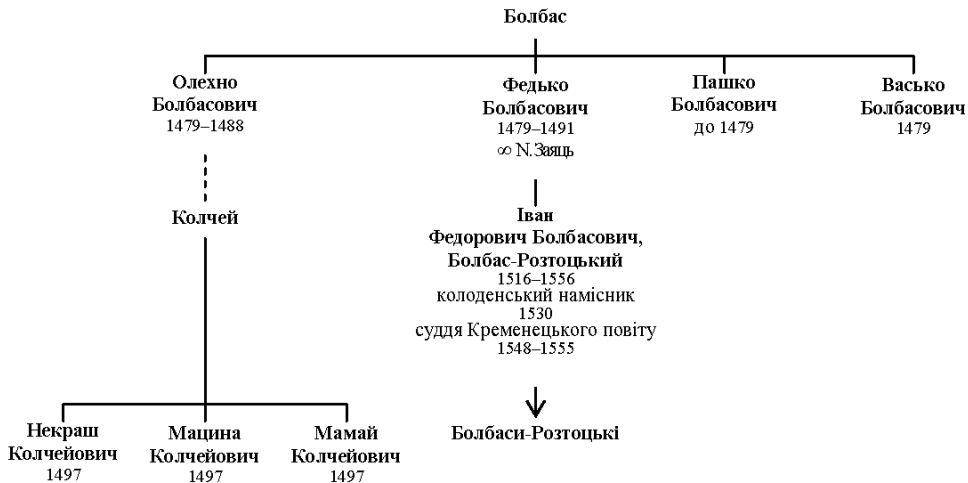 Болбас
Олехно
Болбасович
1479–1488
Федько
Болбасович
1479–1491
∞ N.Заяць
Пашко
Болбасович
до 1479
Васько
Болбасович
1479
Колчей
Іван
Федорович Болбасович,
Болбас-Розтоцький
1516–1556
колоденський намісник
1530
суддя Кременецького повіту
1548–1555
Некраш
Колчейович
1497
Мацина
Колчейович
1497
Мамай
Колчейович
1497
Болбаси-Розтоцькі